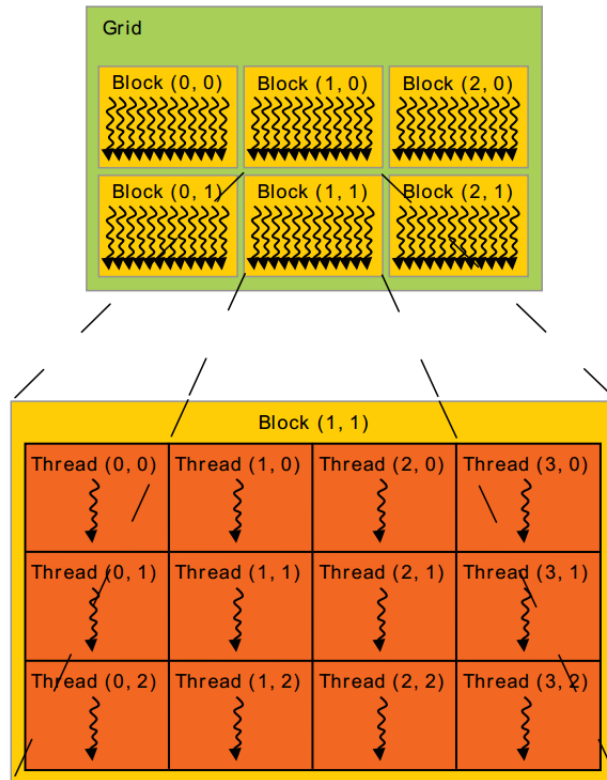 Grid
Block (0, 0) Block (1, 0) Block (2, 0)
Block (0, 1) Block (1, 1) Block (2, 1)
Block (1, 1)
Thread (0, 0) Thread (1, 0) Thread (2, 0) Thread (3, 0)
Thread (0, 1) Thread (1, 1) Thread (2, 1) Thread (3, 1)
Thread (0, 2) Thread (1, 2) Thread (2, 2) Thread (3, 2)